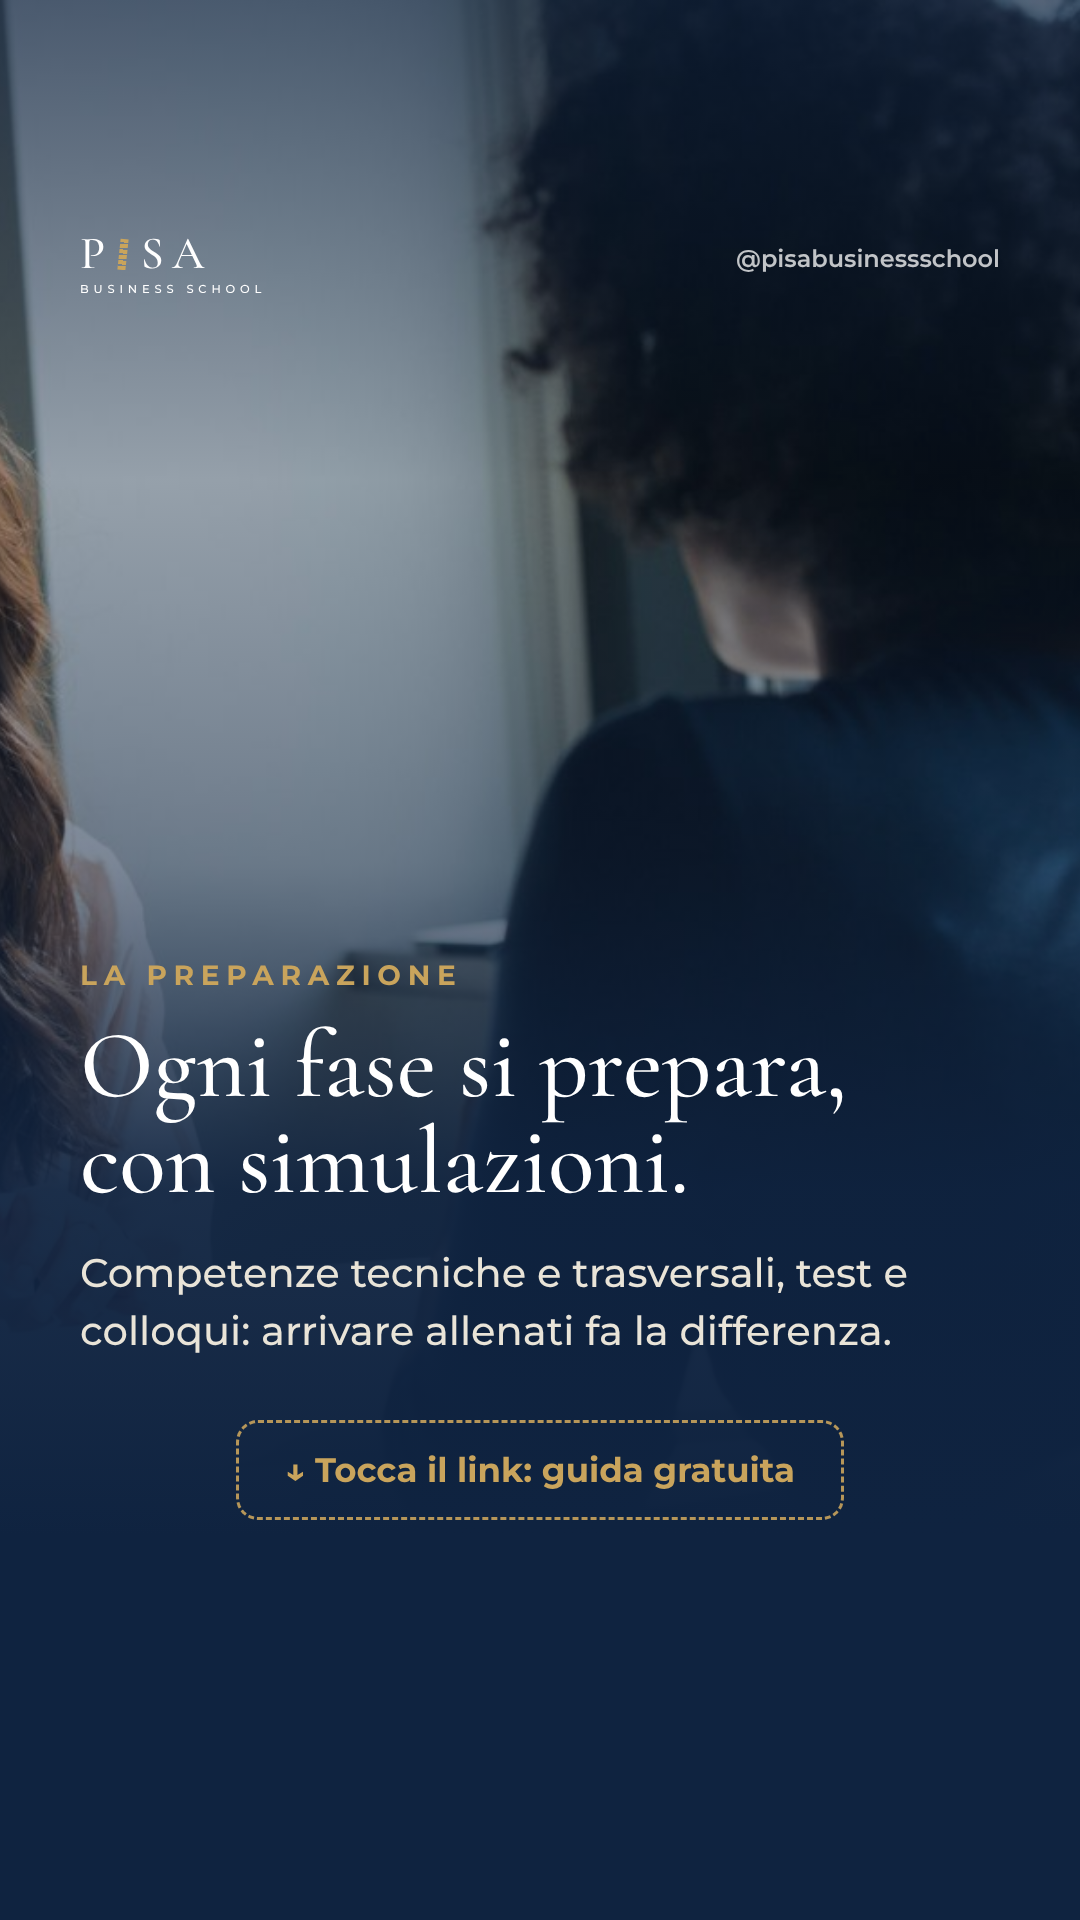 PISA
BUSINESS SCHOOL
@pisabusinessschool
LA PREPARAZIONE
Ogni fase si prepara,
con simulazioni.
Competenze tecniche e trasversali, test e
colloqui: arrivare allenati fa la differenza.
↓ Tocca il link: guida gratuita